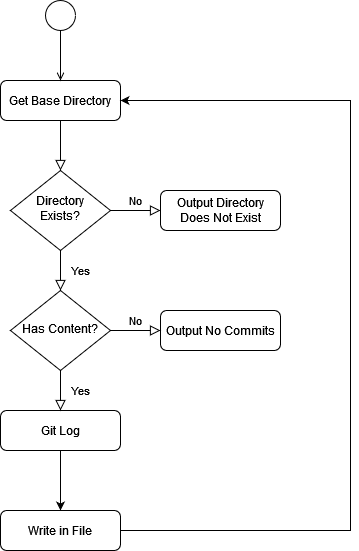 Get Base Directory
Directory
Exists?
No
Output Directory
Does Not Exist
Yes
Has Content?
No
Output No Commits
Yes
Git Log
Write in File